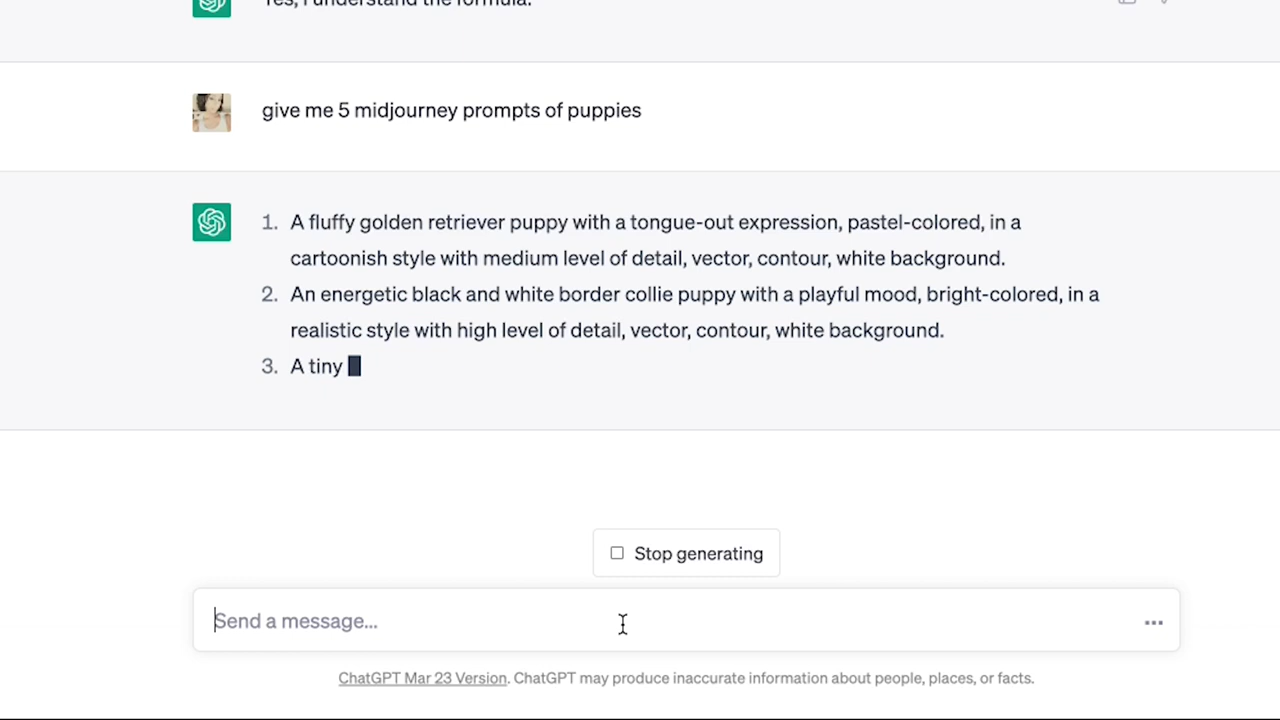 Yes, I understand the formula.
give me 5 midjourney prompts of puppies
1. A fluffy golden retriever puppy with a tongue-out expression, pastel-colored, in a
cartoonish style with medium level of detail, vector, contour, white background.
2. An energetic black and white border collie puppy with a playful mood, bright-colored, in a
realistic style with high level of detail, vector, contour, white background.
3. A tiny
Stop generating
Send a message...
ChatGPT Mar 23 Version. ChatGPT may produce inaccurate information about people, places, or facts.